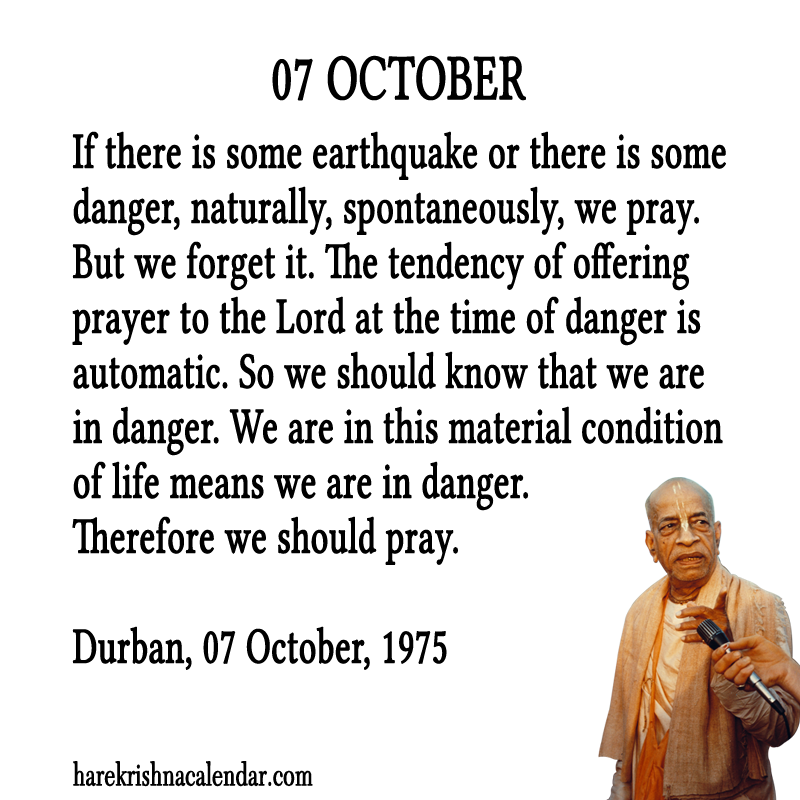 07 OCTOBER
If there is some earthquake or there is some
danger, naturally, spontaneously, we pray.
But we forget it. The tendency of offering
prayer to the Lord at the time of danger is
automatic. So we should know that we are
in danger. We are in this material condition
of life means we are in danger.
Therefore we should pray.
Durban, 07 October, 1975
harekrishnacalendar.com